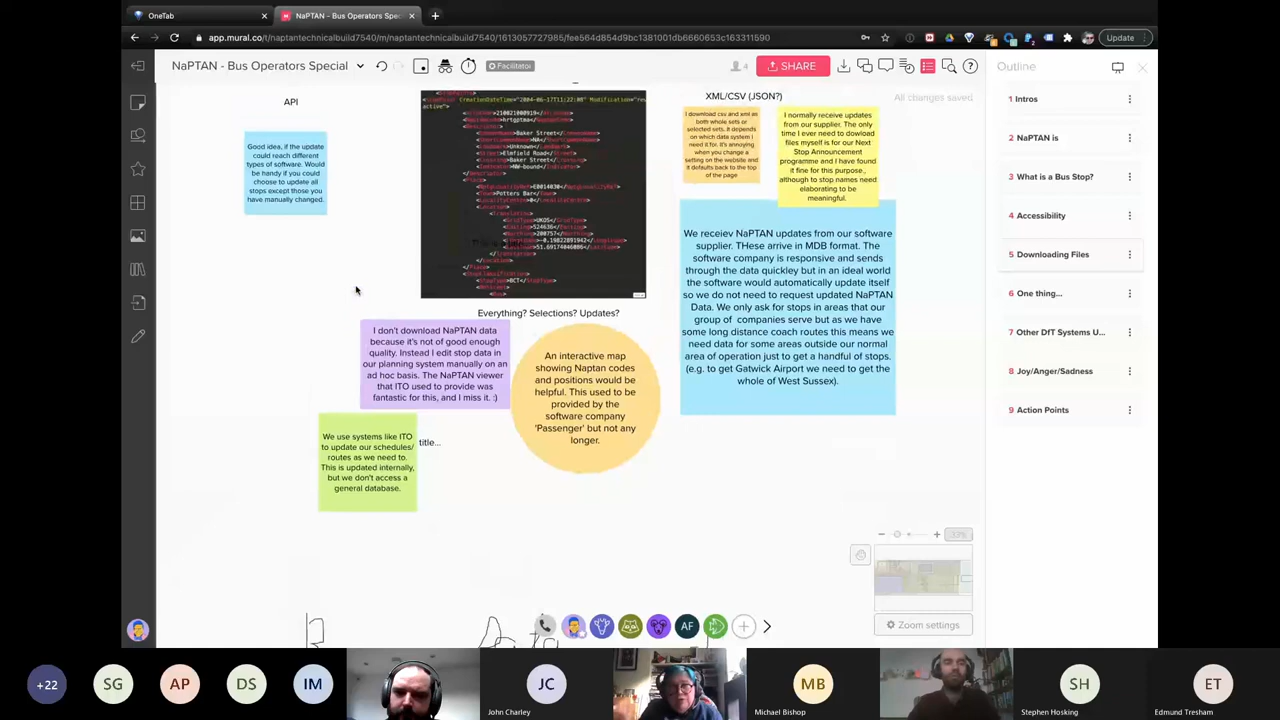 OneTab
NaPTAN - Bus Operators Spec
app.mural.co/t/naptantechnicalbuild7540/m/naptantechnicalbuild7540/1613057727985/fee564d854d9bc1381001db6660653c163311590
Update
NaPTAN - Bus Operators Special
Facilitator
4
SHARE
Outline
All changes saved
1 Intros
2 NaPTAN is
3 What is a Bus Stop?
4 Accessibility
5 Downloading Files
6 One thing...
7 Other DfT Systems U...
8 Joy/Anger/Sadness
9 Action Points
API
Good idea, if the update
could reach different
types of software. Would
be handy if you could
choose to update all
stops except those you
have manually changed.
XML/CSV (JSON?)
I download csv and xml as
both whole sets or
selected sets. it depends
on which data system I
need it for. It's annoying
when you change a
setting on the website and
it defaults back to the top
of the page
I normally receive updates
from our supplier. The only
time I ever need to dowload
files myself is for our Next
Stop Announcement
programme and I have found
it fine for this purpose.,
although to stop names need
elaborating to be
meaningful.
We receiev NaPTAN updates from our software
supplier. THese arrive in MDB format. The
software company is responsive and sends
through the data quickley but in an ideal world
the software would automatically update itself
so we do not need to request updated NaPTAN
Data. We only ask for stops in areas that our
group of companies serve but as we have
some long distance coach routes this means we
need data for some areas outside our normal
area of operation just to get a handful of stops.
(e.g. to get Gatwick Airport we need to get the
whole of West Sussex).
Everything? Selections? Updates?
I don't download NaPTAN data
because it's not of good enough
quality. Instead I edit stop data in
our planning system manually on an
ad hoc basis. The NaPTAN viewer
that ITO used to provide was
fantastic for this, and I miss it. :)
An interactive map
showing Naptan codes
and positions would be
helpful. This used to be
provided by the
software company
'Passenger' but not any
longer.
We use systems like ITO
to update our schedules/
routes as we need to.
This is updated internally,
but we don't access a
general database.
title...
33%
Zoom settings
AF
+22
SG
AP
DS
IM
JC
John Charley
MB
Michael Bishop
SH
Stephen Hosking
ET
Edmund Tresham